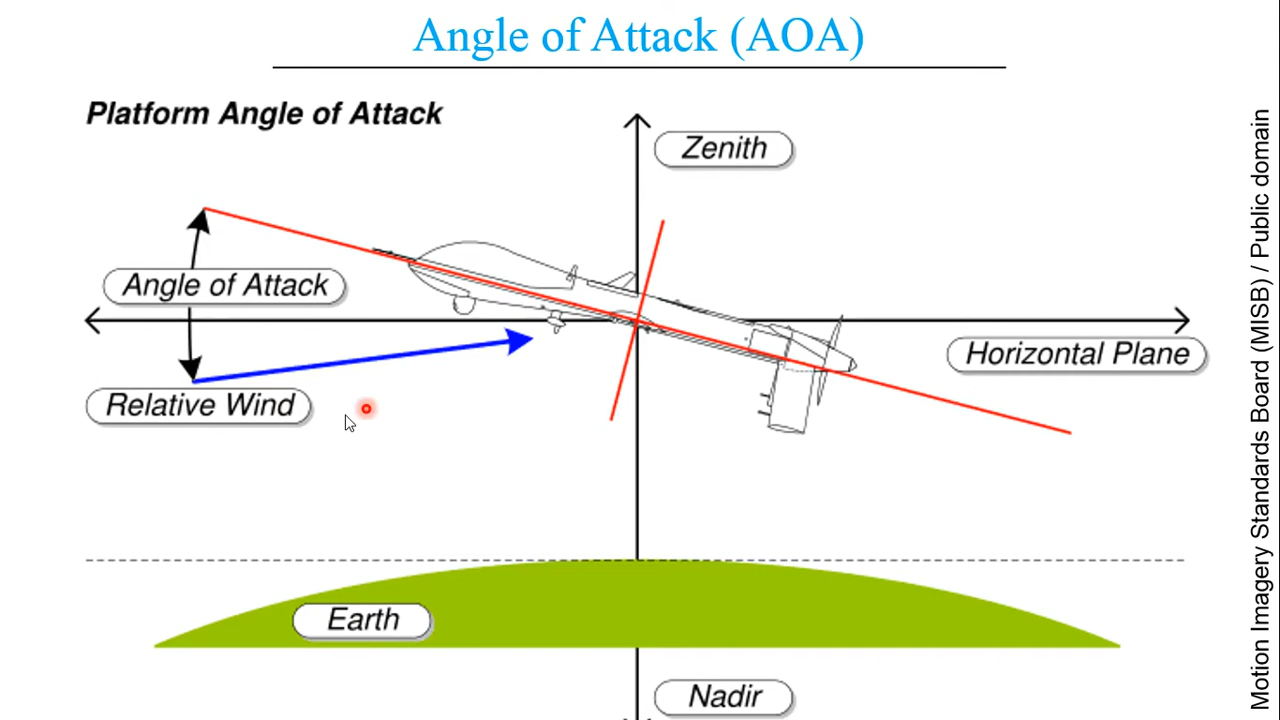 Angle of Attack (AOA)
Platform Angle of Attack
Zenith
Angle of Attack
Horizontal Plane
Relative Wind
Earth
Nadir
Motion Imagery Standards Board (MISB) / Public domain